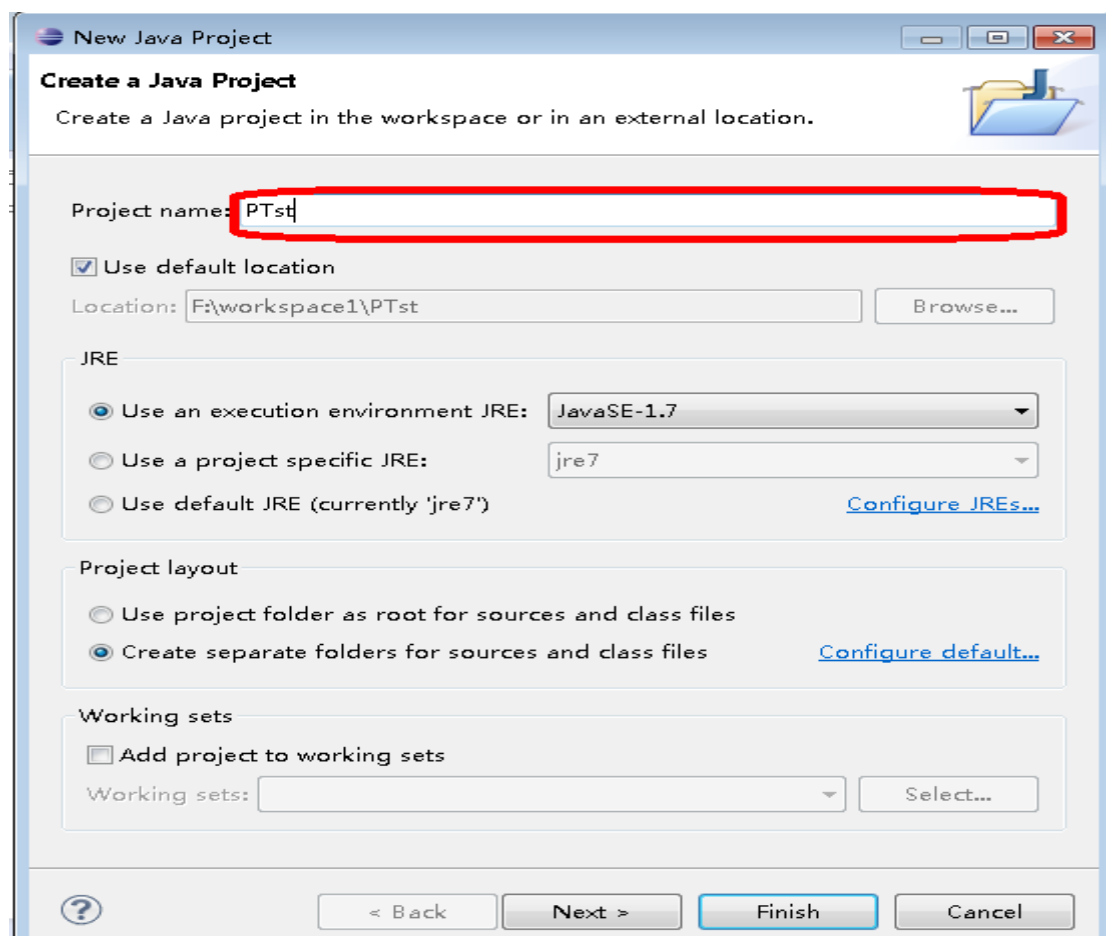 New Java Project
Create a Java Project
Create a Java project in the workspace or in an external location.
Project name: PTst
Use default location
Location: F:\workspace1\PTst Browse...
JRE
Use an execution environment JRE: JavaSE-1.7
Use a project specific JRE: jre7
Use default JRE (currently 'jre7') Configure JREs...
Project layout
Use project folder as root for sources and class files
Create separate folders for sources and class files Configure default...
Working sets
Add project to working sets
Working sets: Select...
? < Back Next > Finish Cancel